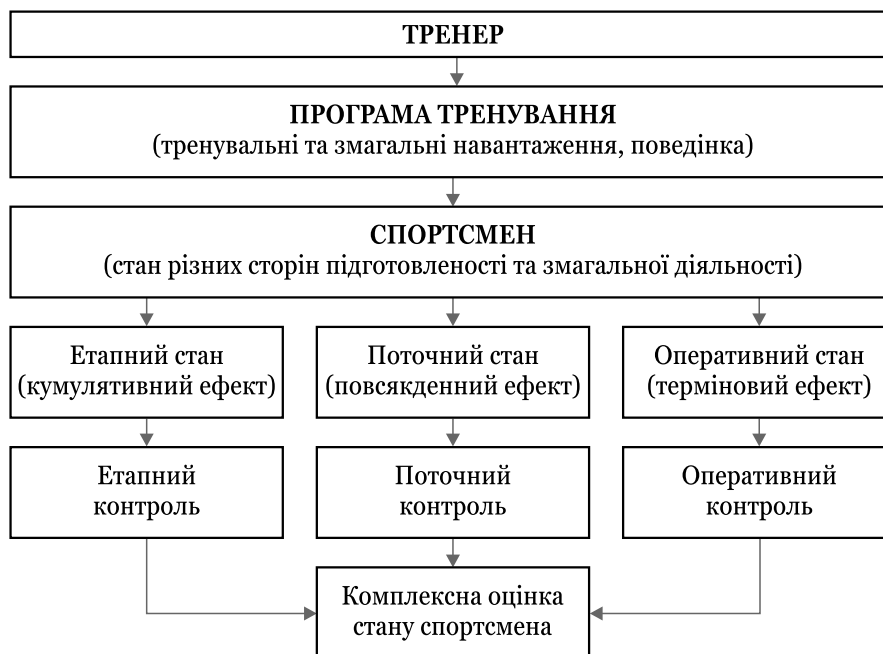 ТРЕНЕР
ПРОГРАМА ТРЕНУВАННЯ
(тренувальні та змагальні навантаження, поведінка)
СПОРТСМЕН
(стан різних сторін підготовленості та змагальної діяльності)
Етапний стан
(кумулятивний ефект)
Поточний стан
(повсякденний ефект)
Оперативний стан
(терміновий ефект)
Етапний
контроль
Поточний
контроль
Оперативний
контроль
Комплексна оцінка
стану спортсмена